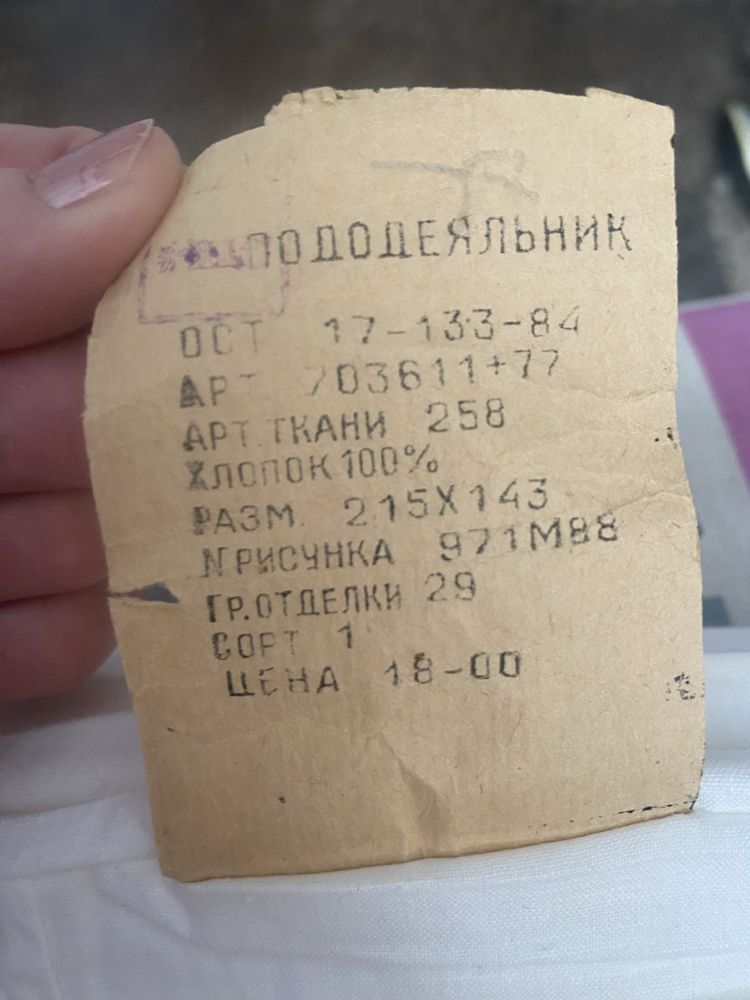 ПОДОДЕЯЛЬНИК
ОСТ 17-133-84
АРТ 703611+77
АРТ.ТКАНИ 258
ХЛОПОК 100%
РАЗМ. 215X143
N РИСУНКА 971М88
ГР.ОТДЕЛКИ 29
СОРТ 1
ЦЕНА 18-00